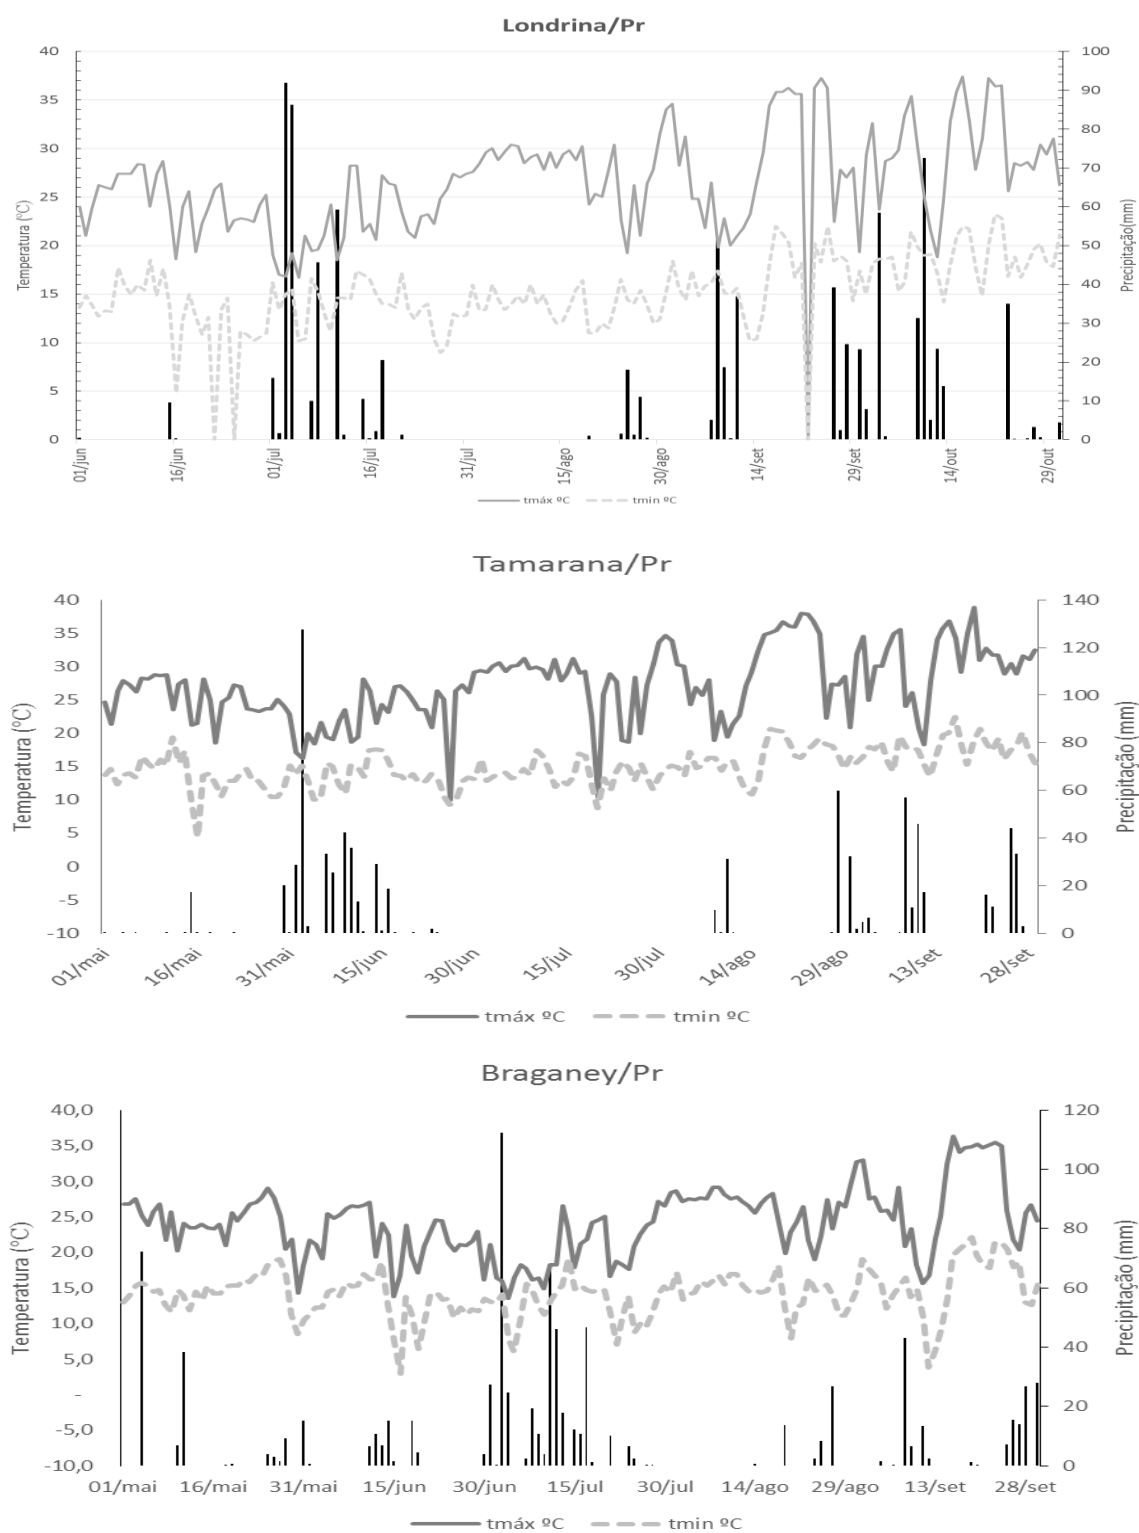 Londrina/Pr
40
35
30
25
20
15
10
5
0
Temperatura (ºC)
100
90
80
70
60
50
40
30
20
10
0
Precipitação(mm)
01/jun
16/jun
01/jul
16/jul
31/jul
15/ago
30/ago
14/set
29/set
14/out
29/out
tmáx ºC
tmin ºC
Tamarana/Pr
40
35
30
25
20
15
10
5
0
-5
-10
Temperatura (ºC)
140
120
100
80
60
40
20
0
Precipitação (mm)
01/mai
16/mai
31/mai
15/jun
30/jun
15/jul
30/jul
14/ago
29/ago
13/set
28/set
tmáx ºC
tmin ºC
Braganey/Pr
40,0
35,0
30,0
25,0
20,0
15,0
10,0
5,0
-
-5,0
-10,0
Temperatura (ºC)
120
100
80
60
40
20
0
Precipitação (mm)
01/mai
16/mai
31/mai
15/jun
30/jun
15/jul
30/jul
14/ago
29/ago
13/set
28/set
tmáx ºC
tmin ºC